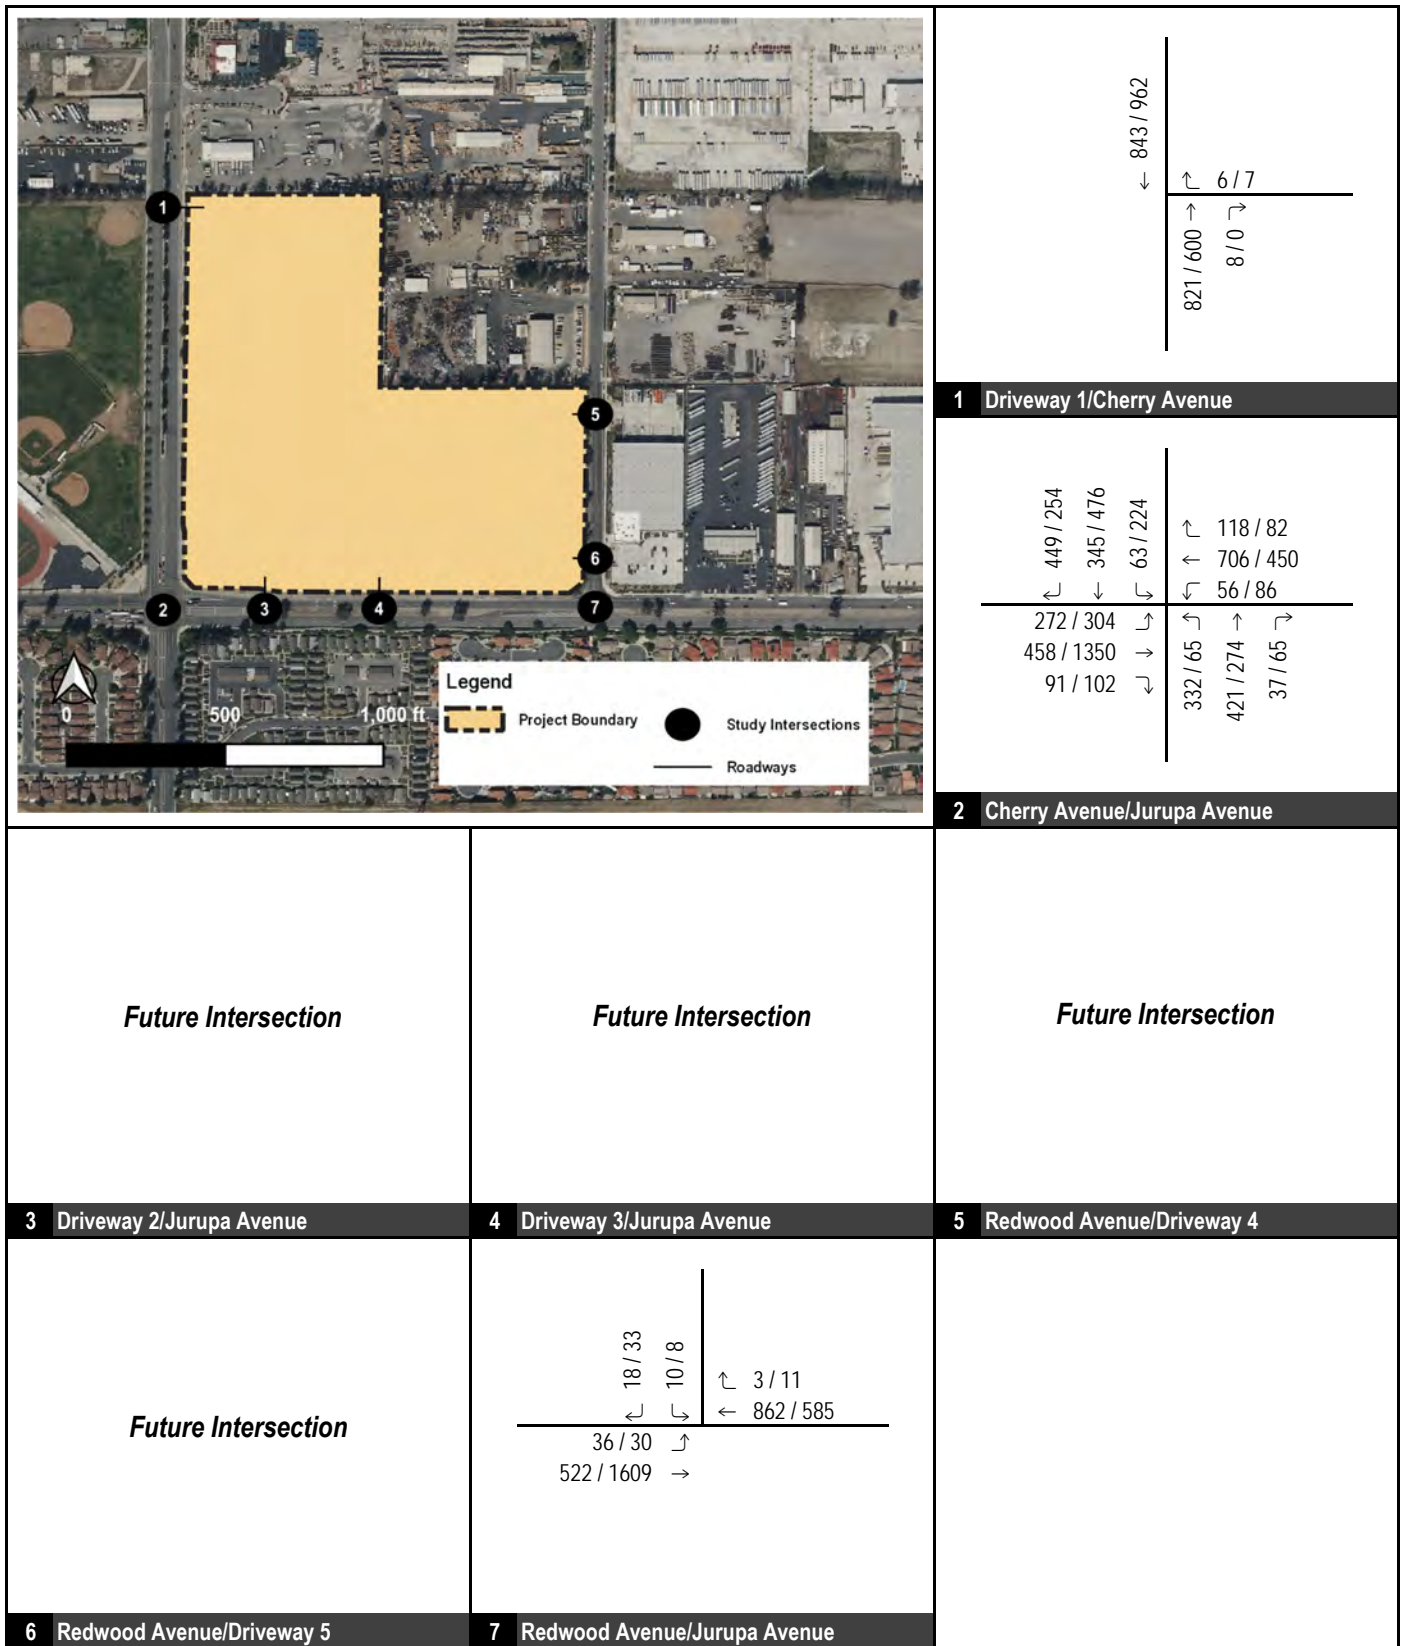 1
2
3
4
5
6
7
0 500 1,000 ft
Legend
Project Boundary
Study Intersections
Roadways
843 / 962
6 / 7
821 / 600
8 / 0
1 Driveway 1/Cherry Avenue
449 / 254
345 / 476
63 / 224
118 / 82
706 / 450
56 / 86
272 / 304
458 / 1350
91 / 102
332 / 65
421 / 274
37 / 65
2 Cherry Avenue/Jurupa Avenue
Future Intersection
3 Driveway 2/Jurupa Avenue
Future Intersection
4 Driveway 3/Jurupa Avenue
Future Intersection
5 Redwood Avenue/Driveway 4
Future Intersection
6 Redwood Avenue/Driveway 5
18 / 33
10 / 8
3 / 11
862 / 585
36 / 30
522 / 1609
7 Redwood Avenue/Jurupa Avenue